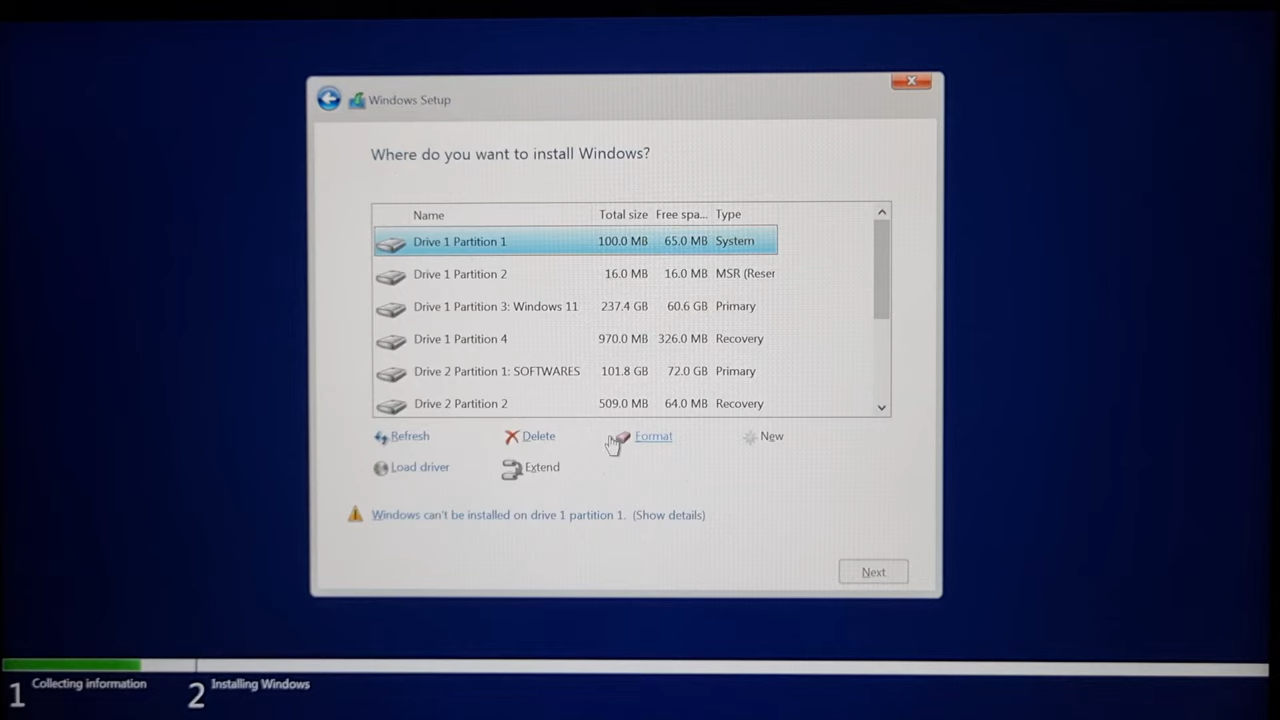 Windows Setup
Where do you want to install Windows?
Name Total size Free spa... Type
Drive 1 Partition 1 100.0 MB 65.0 MB System
Drive 1 Partition 2 16.0 MB 16.0 MB MSR (Reser
Drive 1 Partition 3: Windows 11 237.4 GB 60.6 GB Primary
Drive 1 Partition 4 970.0 MB 326.0 MB Recovery
Drive 2 Partition 1: SOFTWARES 101.8 GB 72.0 GB Primary
Drive 2 Partition 2 509.0 MB 64.0 MB Recovery
Refresh Delete Format New
Load driver Extend
Windows can't be installed on drive 1 partition 1. (Show details)
Next
1 Collecting information 2 Installing Windows